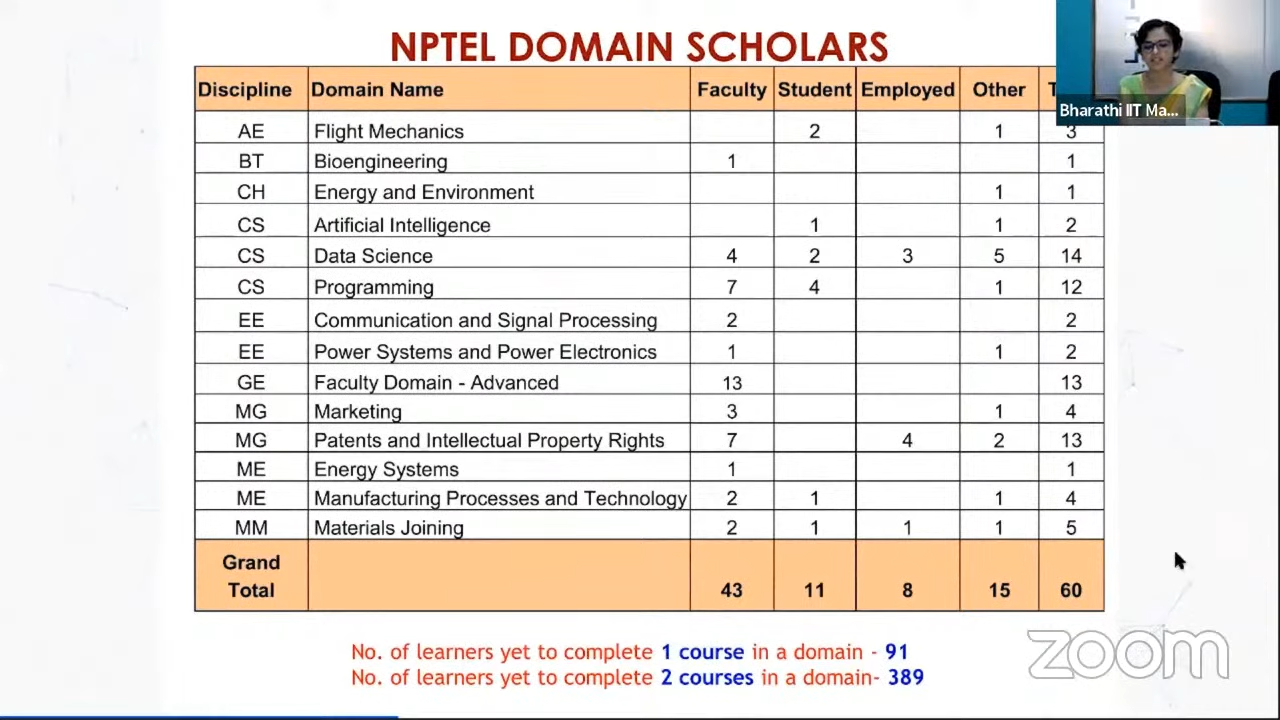 NPTEL DOMAIN SCHOLARS
Discipline Domain Name Faculty Student Employed Other
AE Flight Mechanics 2 1 3
BT Bioengineering 1 1
CH Energy and Environment 1 1
CS Artificial Intelligence 1 1 2
CS Data Science 4 2 3 5 14
CS Programming 7 4 1 12
EE Communication and Signal Processing 2 2
EE Power Systems and Power Electronics 1 1 2
GE Faculty Domain - Advanced 13 13
MG Marketing 3 1 4
MG Patents and Intellectual Property Rights 7 4 2 13
ME Energy Systems 1 1
ME Manufacturing Processes and Technology 2 1 1 4
MM Materials Joining 2 1 1 1 5
Grand
Total 43 11 8 15 60
No. of learners yet to complete 1 course in a domain - 91
No. of learners yet to complete 2 courses in a domain- 389
Bharathi IIT Ma...
zoom